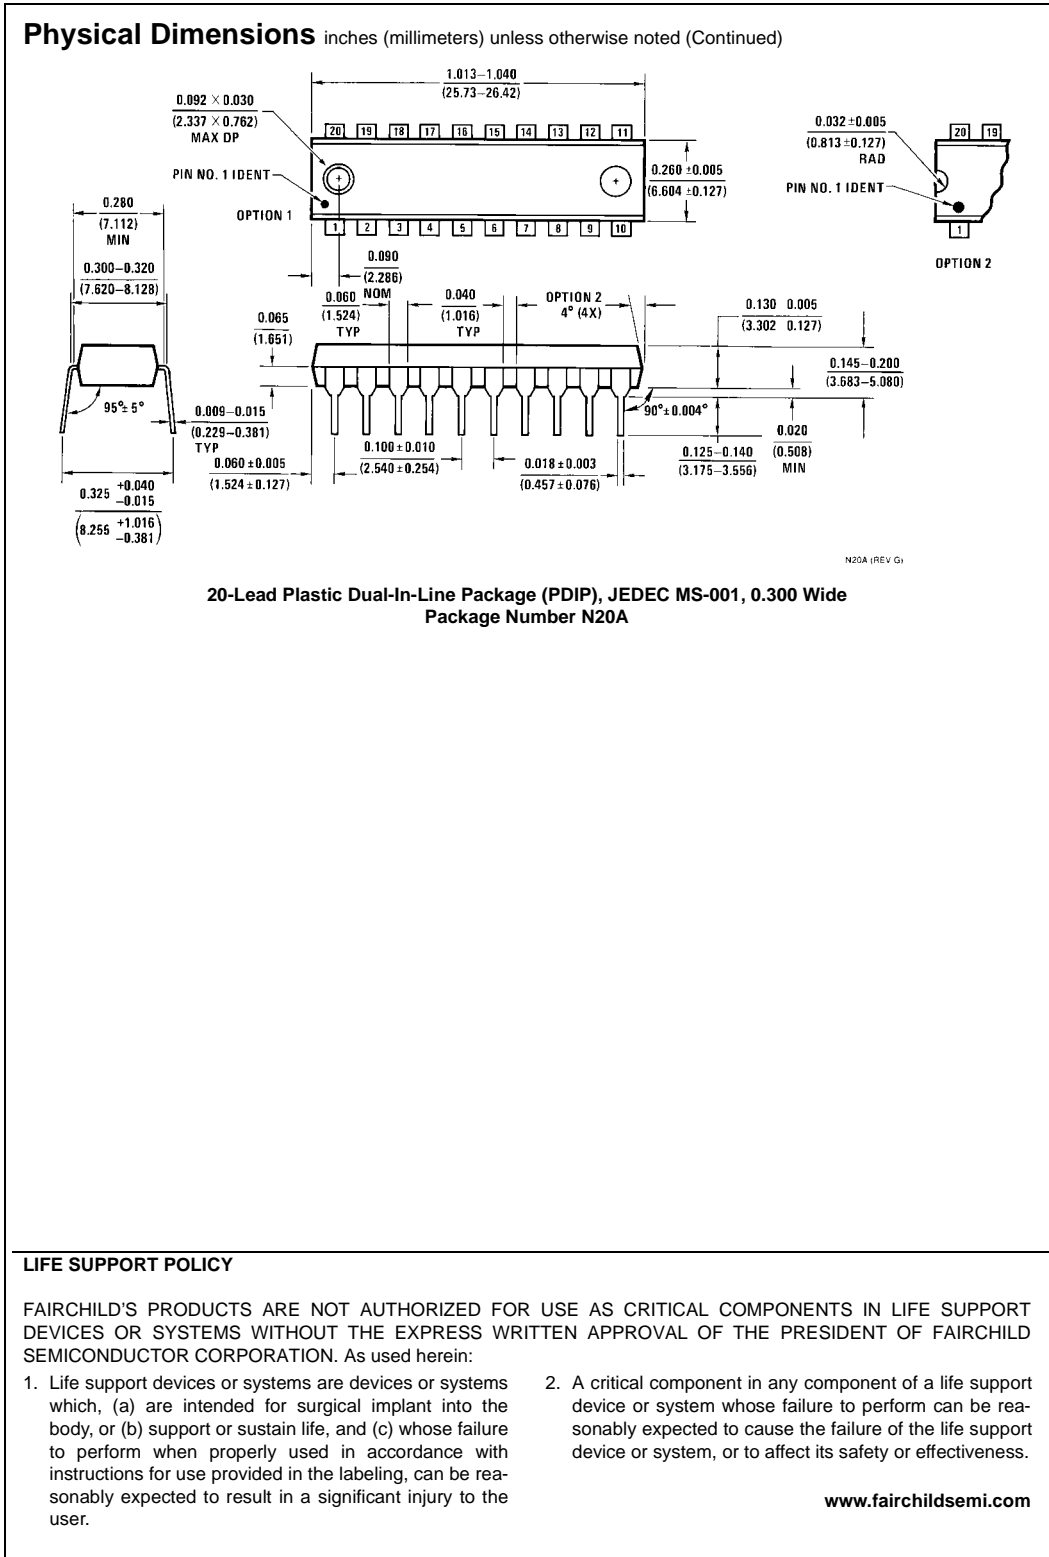 Physical Dimensions inches (millimeters) unless otherwise noted (Continued)
1.013–1.040
(25.73–26.42)
0.092 × 0.030
(2.337 × 0.762)
MAX DP
0.032 ±0.005
(0.813 ±0.127)
RAD
20 19 18 17 16 15 14 13 12 11
20 19
PIN NO. 1 IDENT
0.260 ±0.005
(6.604 ±0.127)
PIN NO. 1 IDENT
OPTION 1
1 2 3 4 5 6 7 8 9 10
1
OPTION 2
0.280
(7.112)
MIN
0.300–0.320
(7.620–8.128)
0.090
(2.286)
NOM
0.060
(1.524)
TYP
0.040
(1.016)
TYP
OPTION 2
4° (4X)
0.065
(1.651)
0.130 0.005
(3.302 0.127)
0.145–0.200
(3.683–5.080)
95°± 5°
0.009–0.015
(0.229–0.381)
TYP
90°± 0.004°
0.020
(0.508)
MIN
0.125–0.140
(3.175–3.556)
0.100 ± 0.010
(2.540 ± 0.254)
0.018 ± 0.003
(0.457 ± 0.076)
0.060 ± 0.005
(1.524 ± 0.127)
0.325 +0.040
–0.015
(8.255 +1.016
–0.381)
N20A (REV G)
20-Lead Plastic Dual-In-Line Package (PDIP), JEDEC MS-001, 0.300 Wide
Package Number N20A
LIFE SUPPORT POLICY
FAIRCHILD'S PRODUCTS ARE NOT AUTHORIZED FOR USE AS CRITICAL COMPONENTS IN LIFE SUPPORT
DEVICES OR SYSTEMS WITHOUT THE EXPRESS WRITTEN APPROVAL OF THE PRESIDENT OF FAIRCHILD
SEMICONDUCTOR CORPORATION. As used herein:
1. Life support devices or systems are devices or systems
which, (a) are intended for surgical implant into the
body, or (b) support or sustain life, and (c) whose failure
to perform when properly used in accordance with
instructions for use provided in the labeling, can be rea-
sonably expected to result in a significant injury to the
user.
2. A critical component in any component of a life support
device or system whose failure to perform can be rea-
sonably expected to cause the failure of the life support
device or system, or to affect its safety or effectiveness.
www.fairchildsemi.com